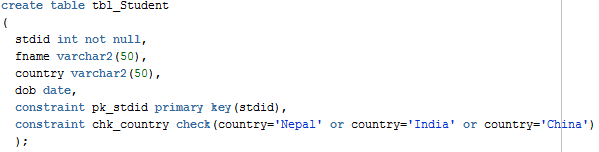 create table tbl_Student
(
stdid int not null,
fname varchar2(50),
country varchar2(50),
dob date,
constraint pk_stdid primary key(stdid),
constraint chk_country check(country='Nepal' or country='India' or country='China')
);